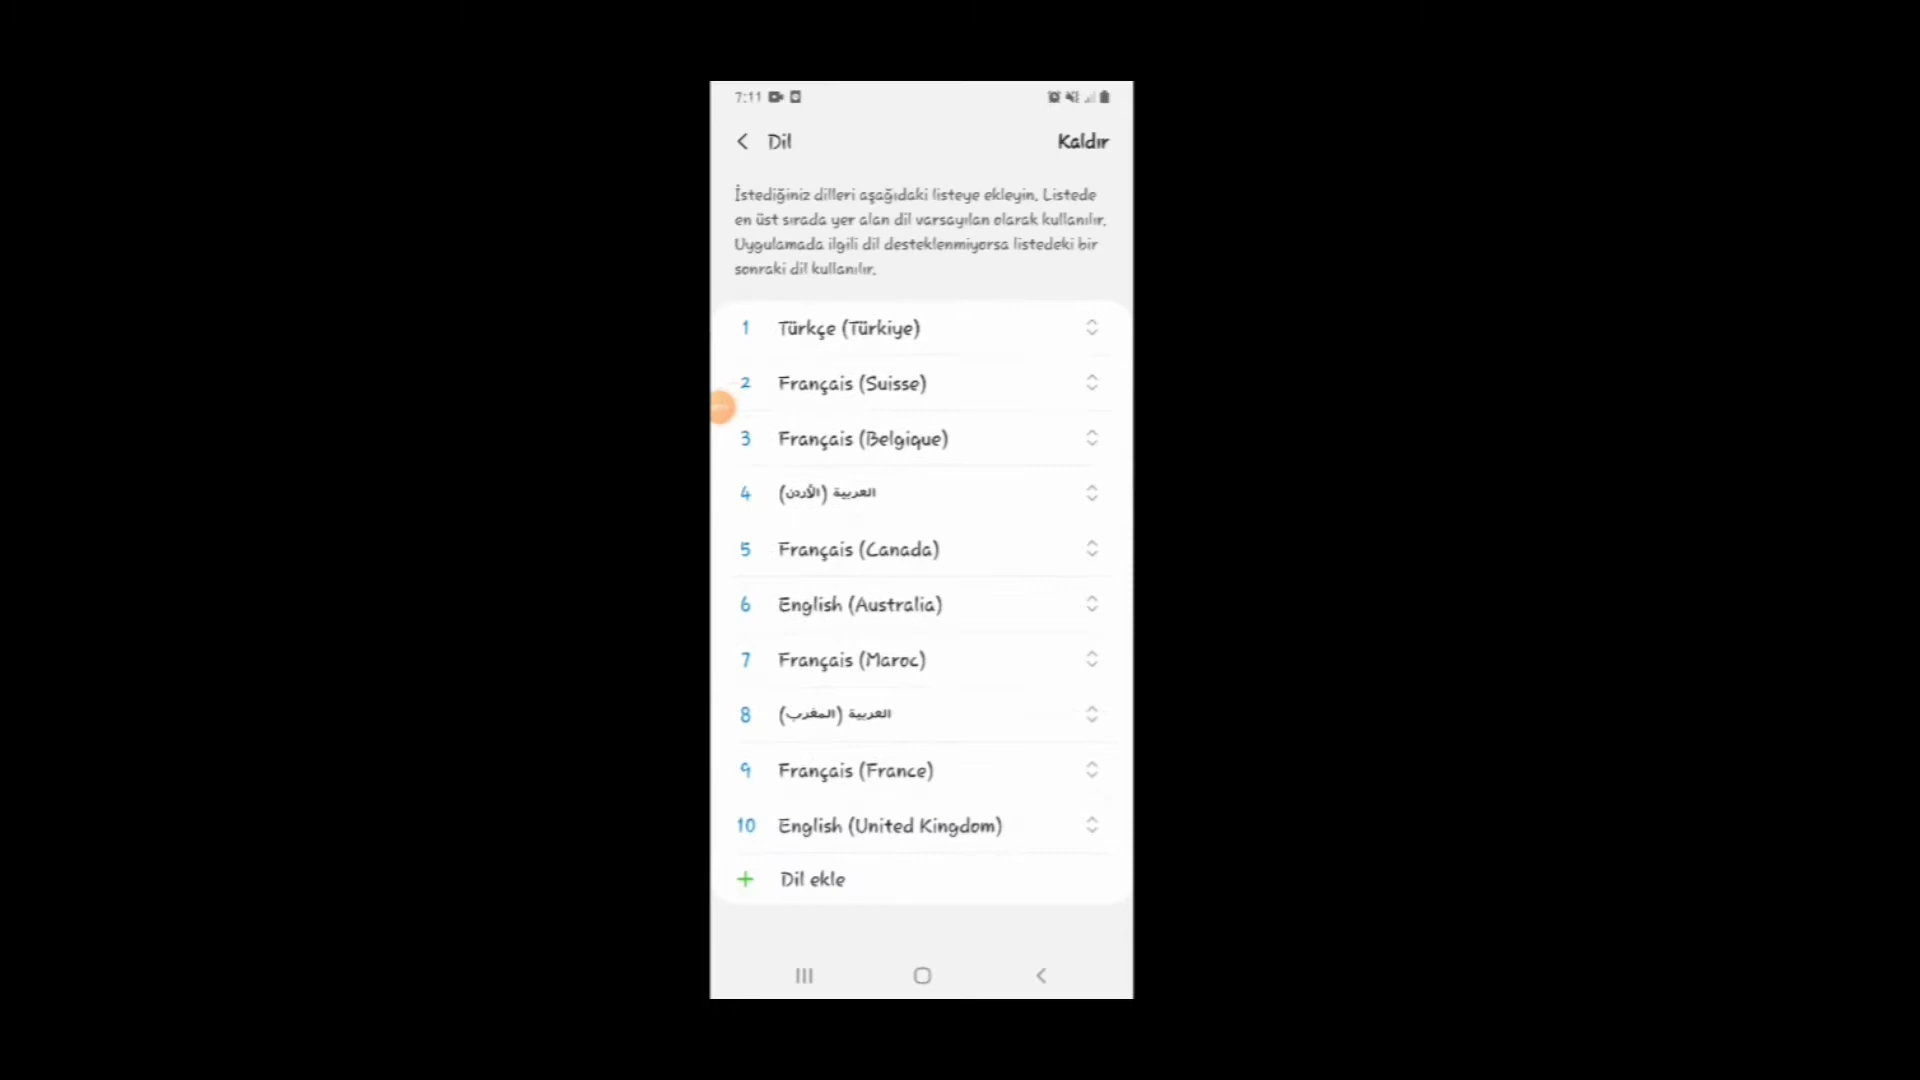 7:11
Dil
Kaldır
İstediğiniz dilleri aşağıdaki listeye ekleyin. Listede
en üst sırada yer alan dil varsayılan olarak kullanılır.
Uygulamada ilgili dil desteklenmiyorsa listedeki bir
sonraki dil kullanılır.
1 Türkçe (Türkiye)
2 Français (Suisse)
3 Français (Belgique)
4 العربية (الأردن)
5 Français (Canada)
6 English (Australia)
7 Français (Maroc)
8 العربية (المغرب)
9 Français (France)
10 English (United Kingdom)
+ Dil ekle